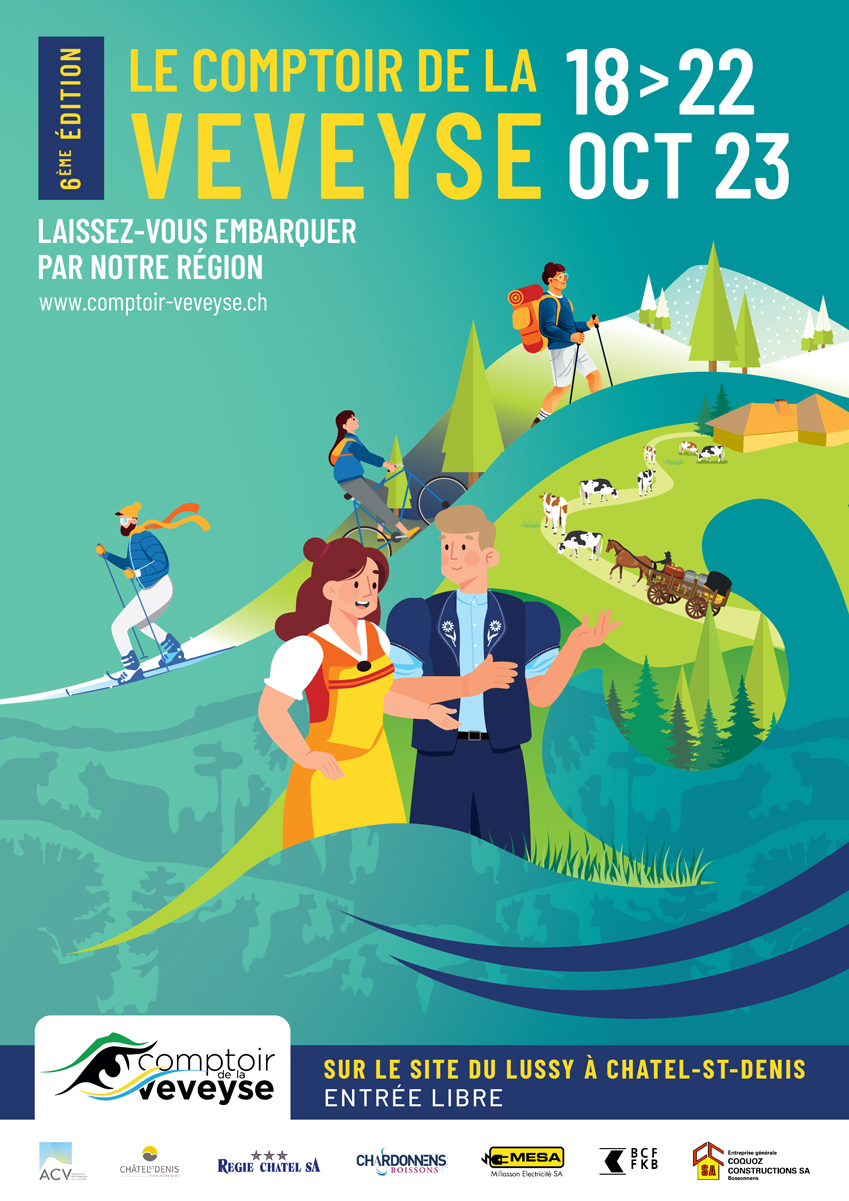 6ÈME ÉDITION
LE COMPTOIR DE LA
VEVEYSE
18>22
OCT 23
LAISSEZ-VOUS EMBARQUER
PAR NOTRE RÉGION
www.comptoir-veveyse.ch
comptoir
de la
veveyse
SUR LE SITE DU LUSSY À CHATEL-ST-DENIS
ENTRÉE LIBRE
ACV
CHÂTEL-ST-DENIS
REGIE CHATEL SA
CHARDONNENS
BOISSONS
MESA
Millasson Electricité SA
BCF
FKB
SA
Entreprise générale
COQUOZ
CONSTRUCTIONS SA
Bossonnens